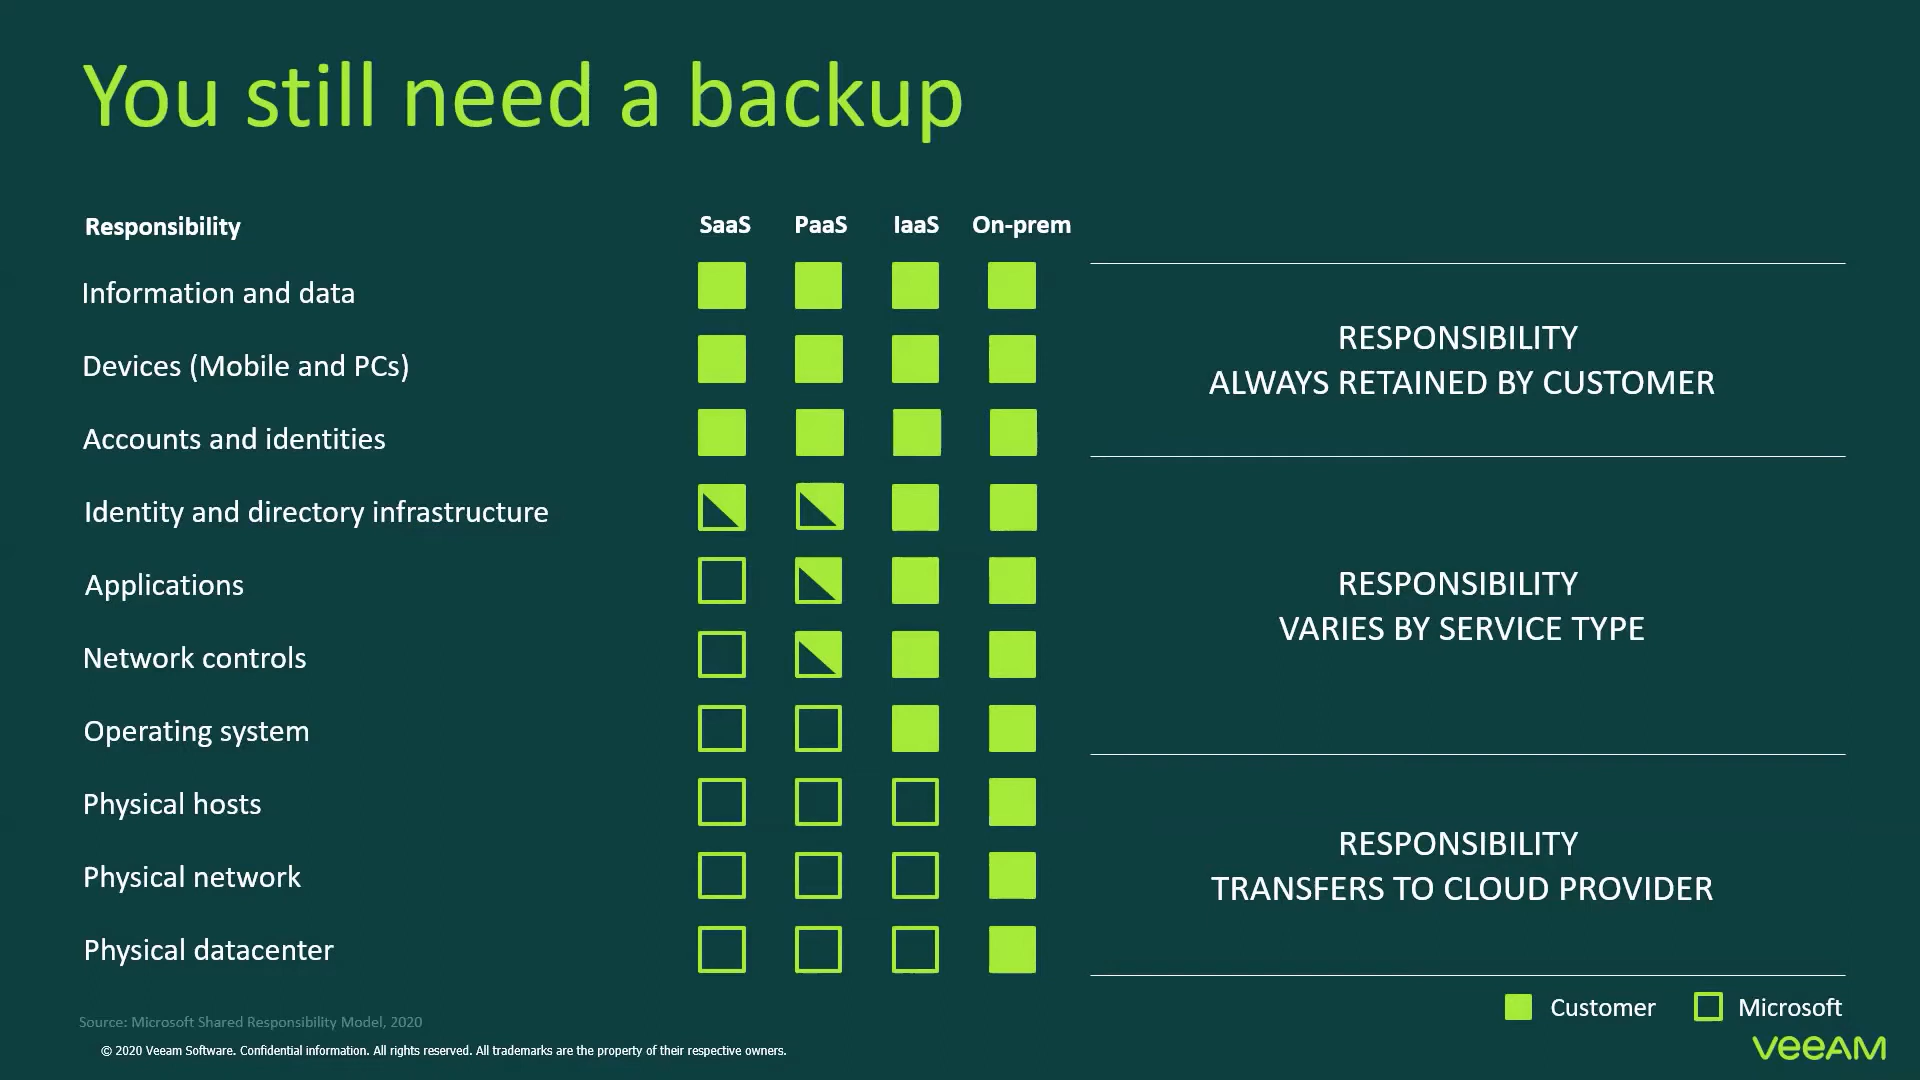 You still need a backup
Responsibility SaaS PaaS IaaS On-prem
Information and data
Devices (Mobile and PCs)
Accounts and identities
Identity and directory infrastructure
Applications
Network controls
Operating system
Physical hosts
Physical network
Physical datacenter
RESPONSIBILITY
ALWAYS RETAINED BY CUSTOMER
RESPONSIBILITY
VARIES BY SERVICE TYPE
RESPONSIBILITY
TRANSFERS TO CLOUD PROVIDER
Customer Microsoft
Source: Microsoft Shared Responsibility Model, 2020
© 2020 Veeam Software. Confidential information. All rights reserved. All trademarks are the property of their respective owners.
veeAM